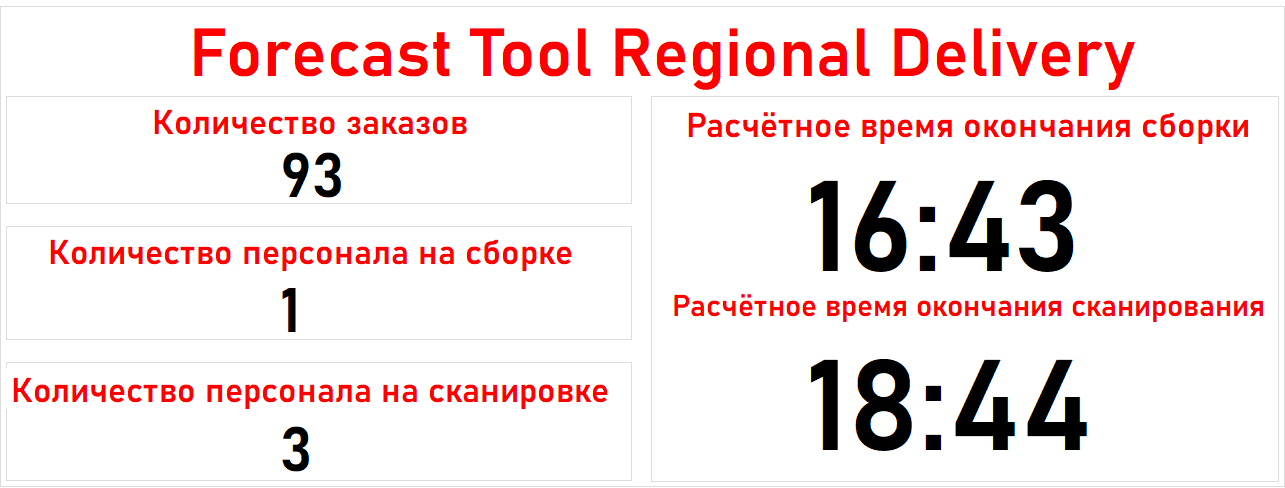 Forecast Tool Regional Delivery
Количество заказов
93
Количество персонала на сборке
1
Количество персонала на сканировке
3
Расчётное время окончания сборки
16:43
Расчётное время окончания сканирования
18:44